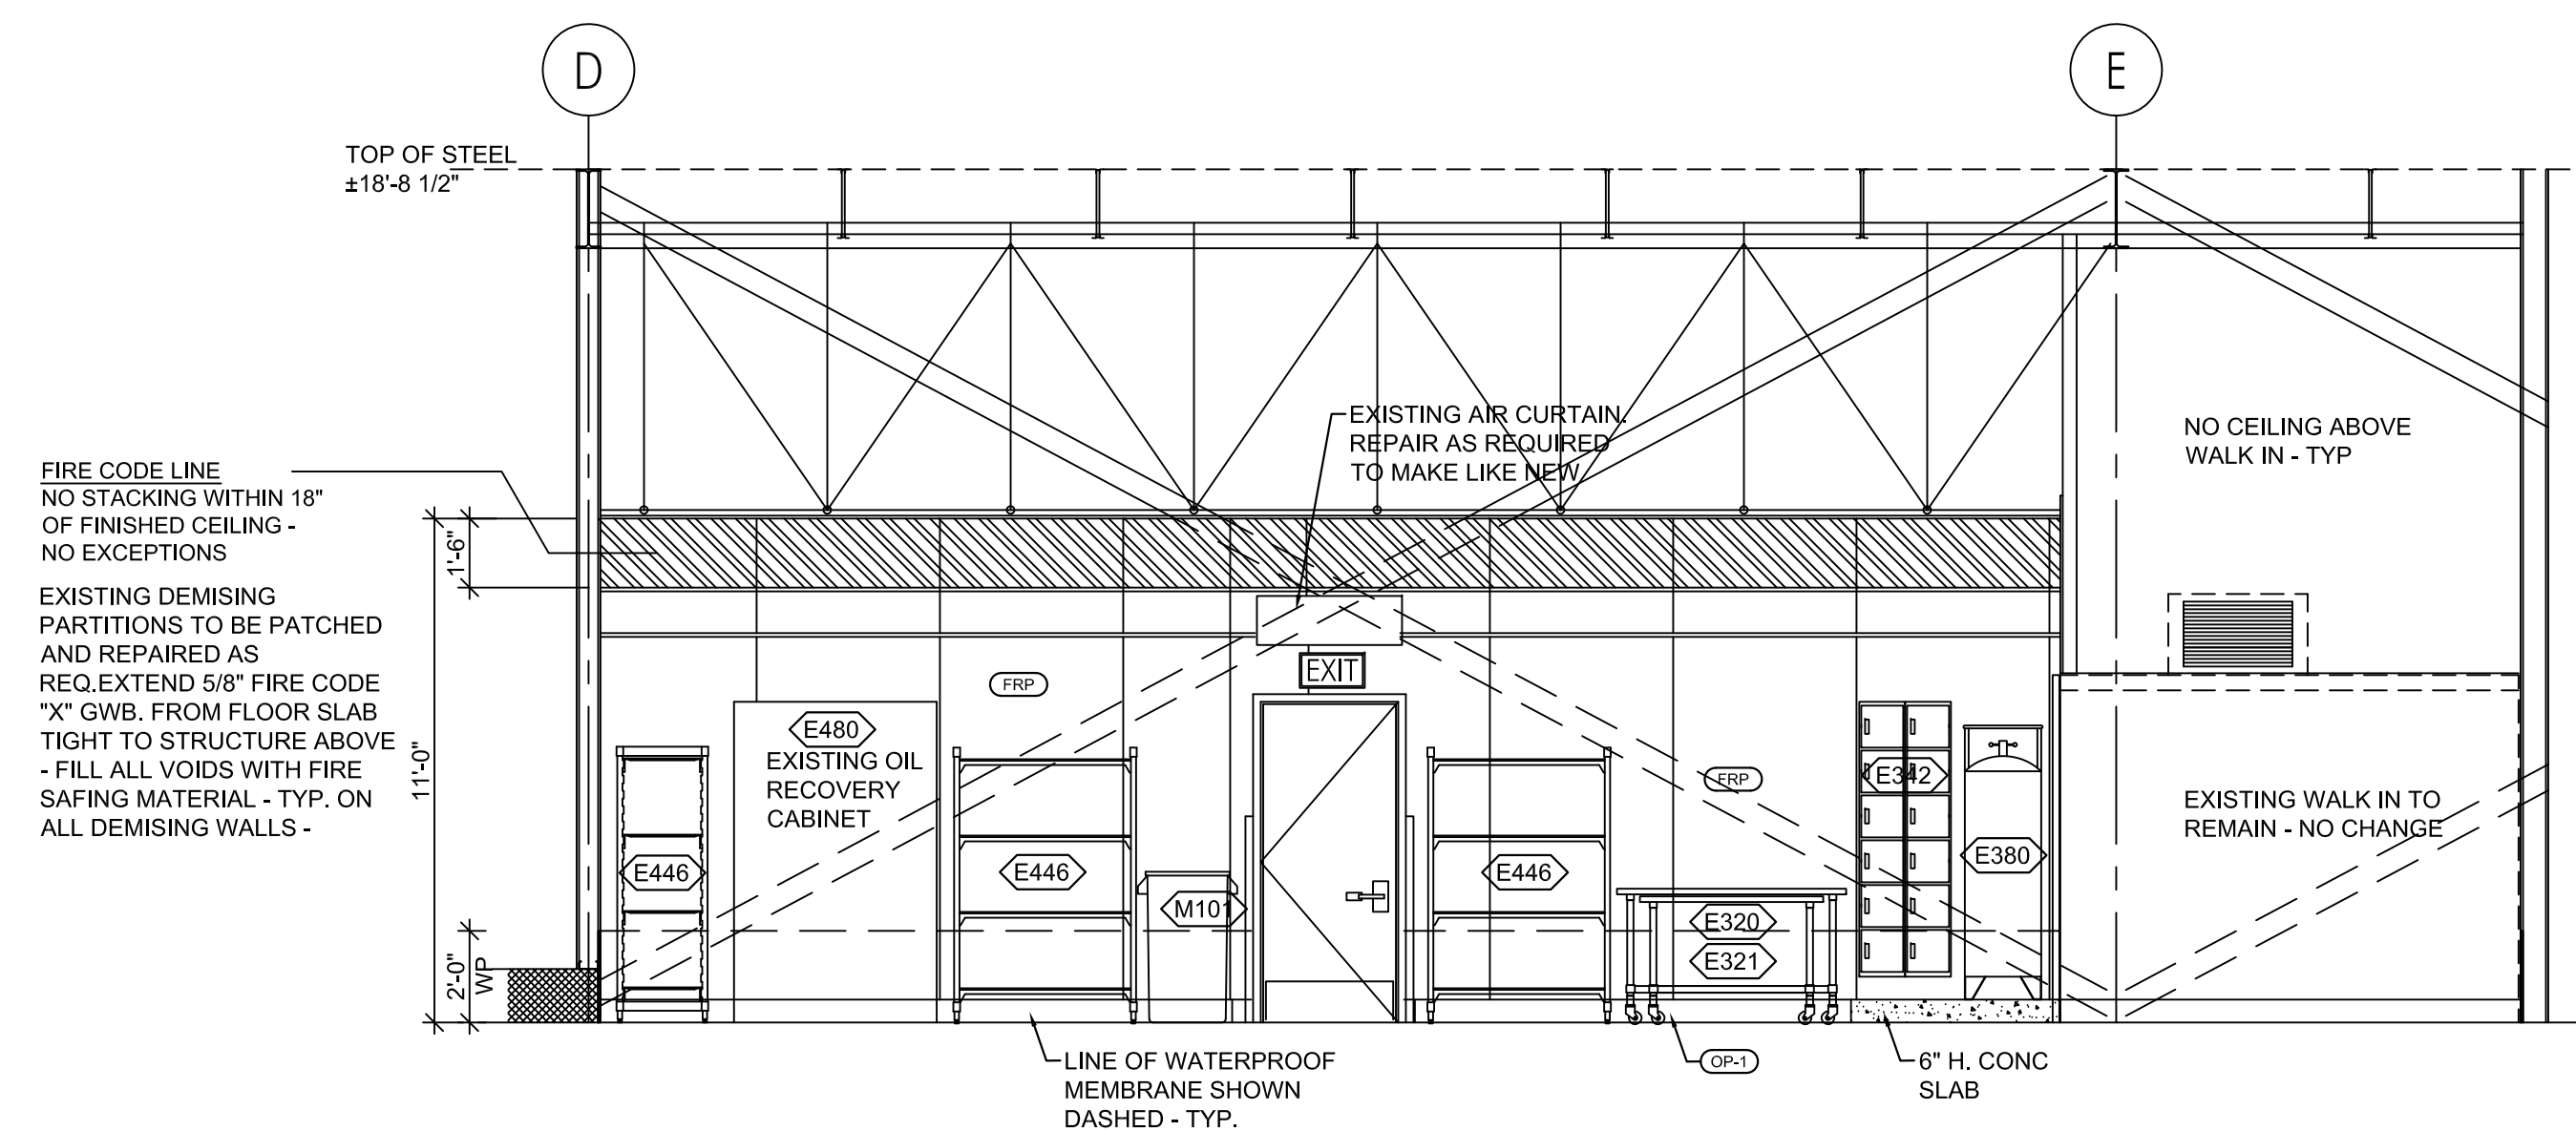 D
E
TOP OF STEEL
±18'-8 1/2"
EXISTING AIR CURTAIN.
REPAIR AS REQUIRED
TO MAKE LIKE NEW
NO CEILING ABOVE
WALK IN - TYP
FIRE CODE LINE
NO STACKING WITHIN 18"
OF FINISHED CEILING -
NO EXCEPTIONS
1'-6"
EXISTING DEMISING
PARTITIONS TO BE PATCHED
AND REPAIRED AS
REQ.EXTEND 5/8" FIRE CODE
"X" GWB. FROM FLOOR SLAB
TIGHT TO STRUCTURE ABOVE
- FILL ALL VOIDS WITH FIRE
SAFING MATERIAL - TYP. ON
ALL DEMISING WALLS -
11'-0"
2'-0"
WP
EXIT
FRP
E480
EXISTING OIL
RECOVERY
CABINET
FRP
E342
EXISTING WALK IN TO
REMAIN - NO CHANGE
E446
E446
M101
E446
E320
E321
E380
LINE OF WATERPROOF
MEMBRANE SHOWN
DASHED - TYP.
OP-1
6" H. CONC
SLAB